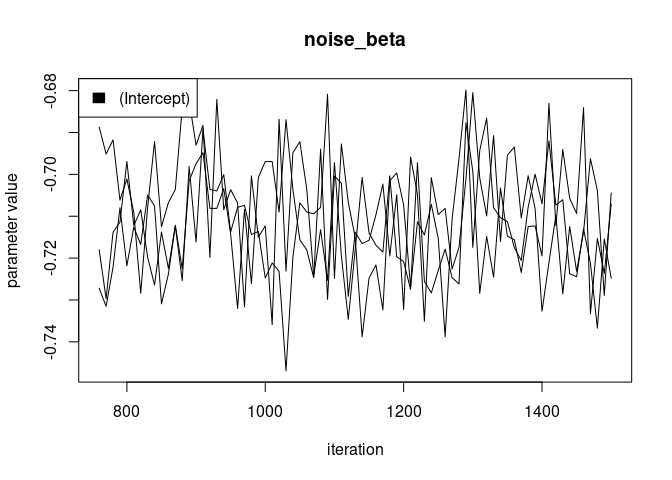 noise_beta
(Intercept)
parameter value
-0.68
-0.70
-0.72
-0.74
800
1000
1200
1400
iteration